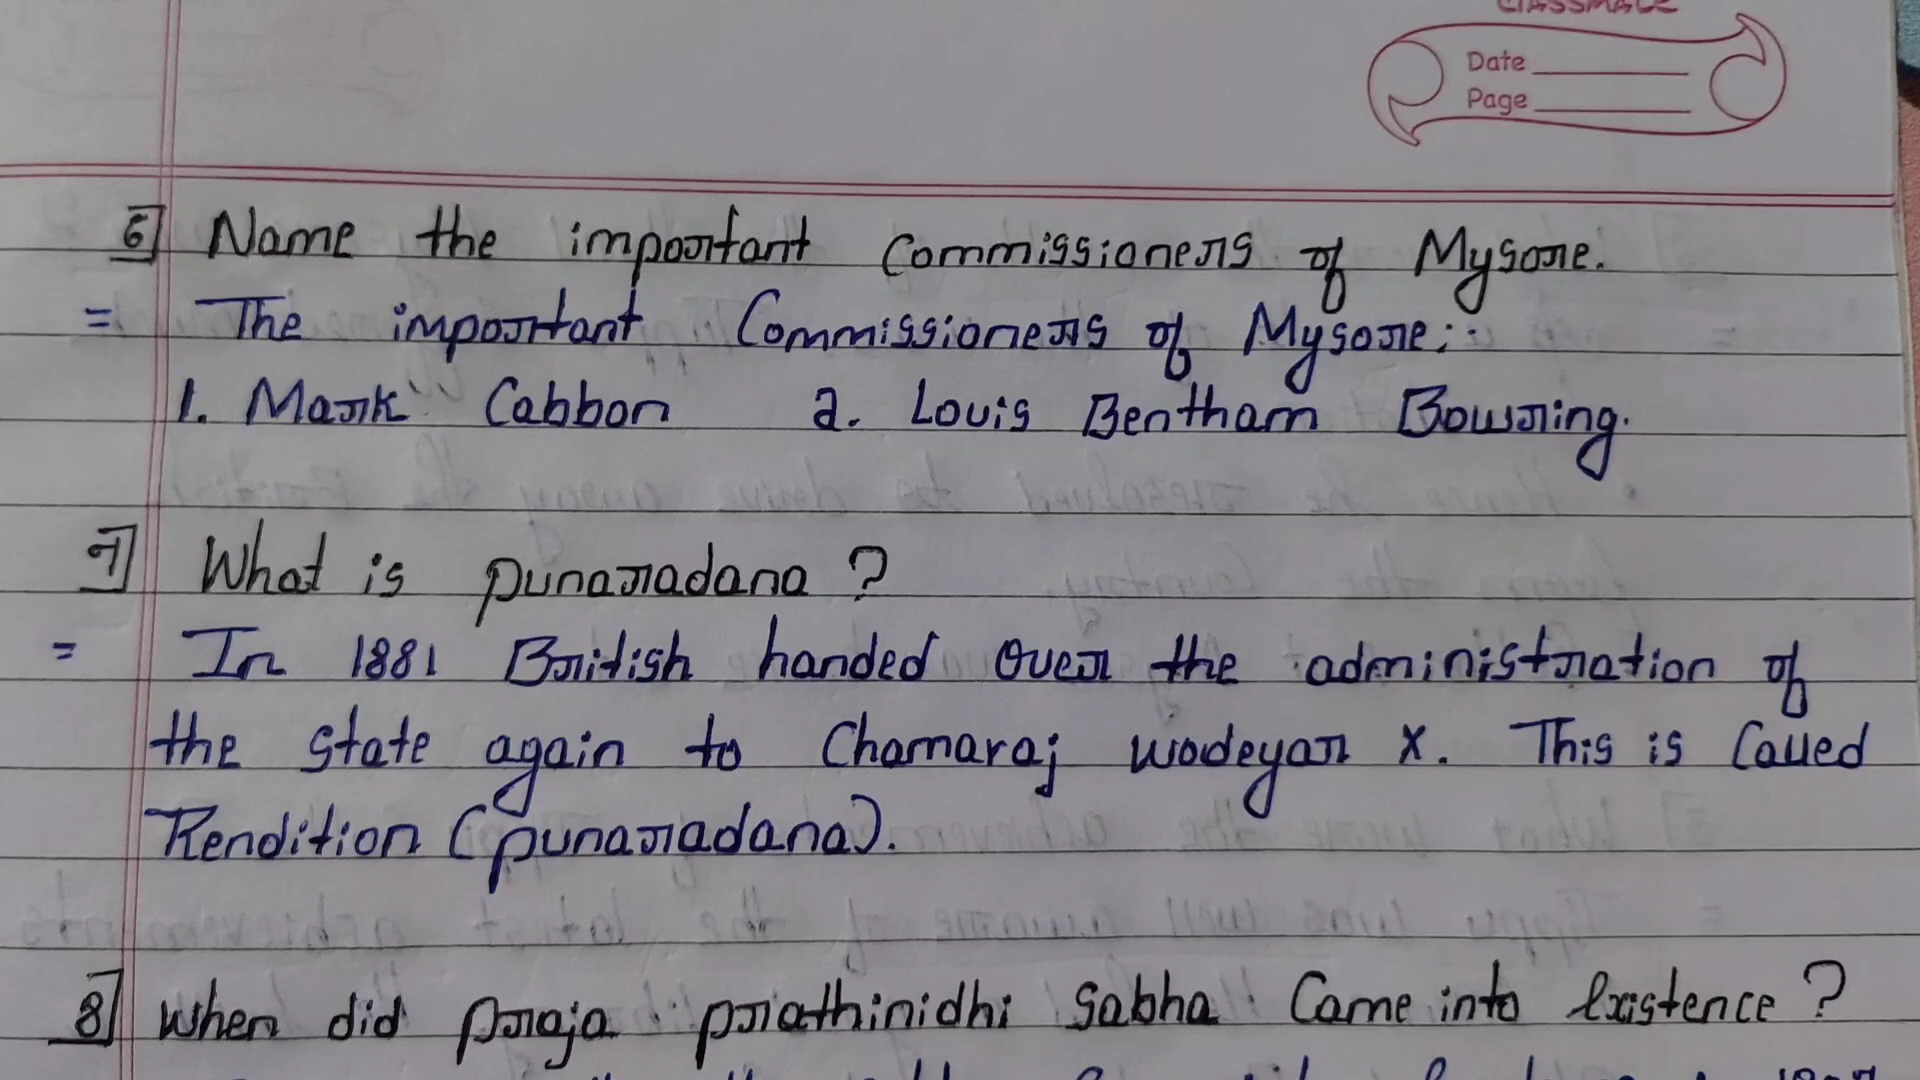 classmate
Date
Page
6] Name the important Commissioners of Mysore.
= The important Commissioners of Mysore:
1. Mark Cabbon 2. Louis Bentham Bowring.
7] What is punaradana?
= In 1881 British handed over the administration of
the state again to Chamaraj wodeyar X. This is Called
Rendition (punaradana).
8] When did praja prathinidhi sabha Came into Existence?